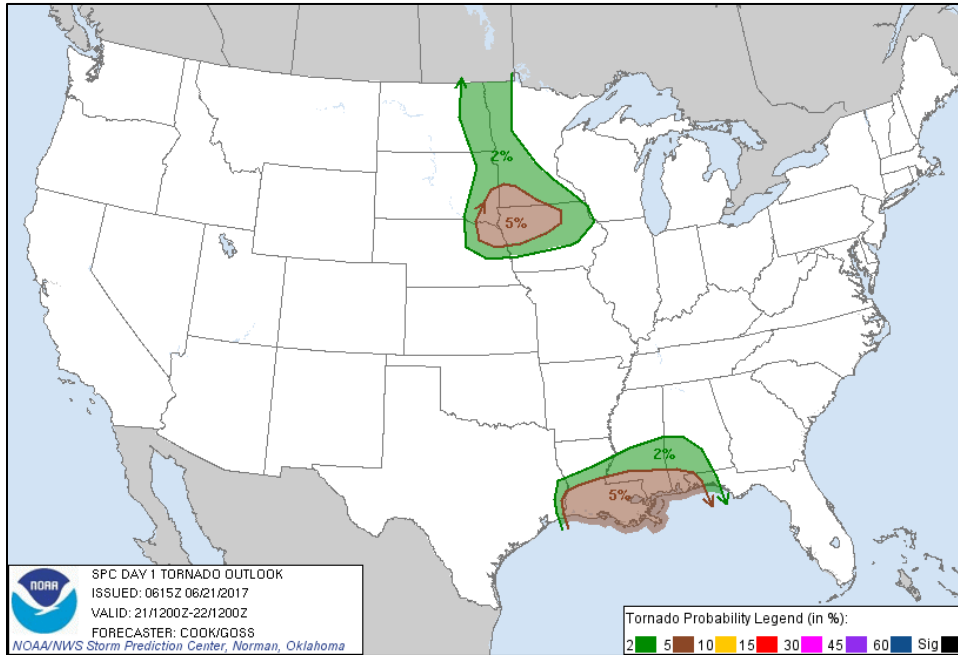 2%
5%
2%
5%
NOAA
SPC DAY 1 TORNADO OUTLOOK
ISSUED: 0615Z 06/21/2017
VALID: 21/1200Z-22/1200Z
FORECASTER: COOK/GOSS
NOAA/NWS Storm Prediction Center, Norman, Oklahoma
Tornado Probability Legend (in %):
2 5 10 15 30 45 60 Sig